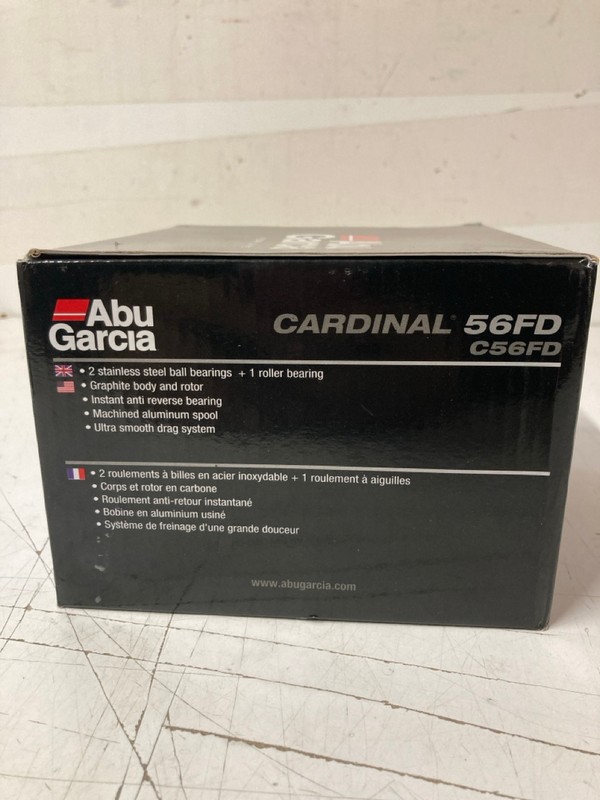 Abu
Garcia
CARDINAL 56FD
C56FD
• 2 stainless steel ball bearings + 1 roller bearing
• Graphite body and rotor
• Instant anti reverse bearing
• Machined aluminum spool
• Ultra smooth drag system
• 2 roulements à billes en acier inoxydable + 1 roulement à aiguilles
• Corps et rotor en carbone
• Roulement anti-retour instantané
• Bobine en aluminium usiné
• Système de freinage d'une grande douceur
www.abugarcia.com